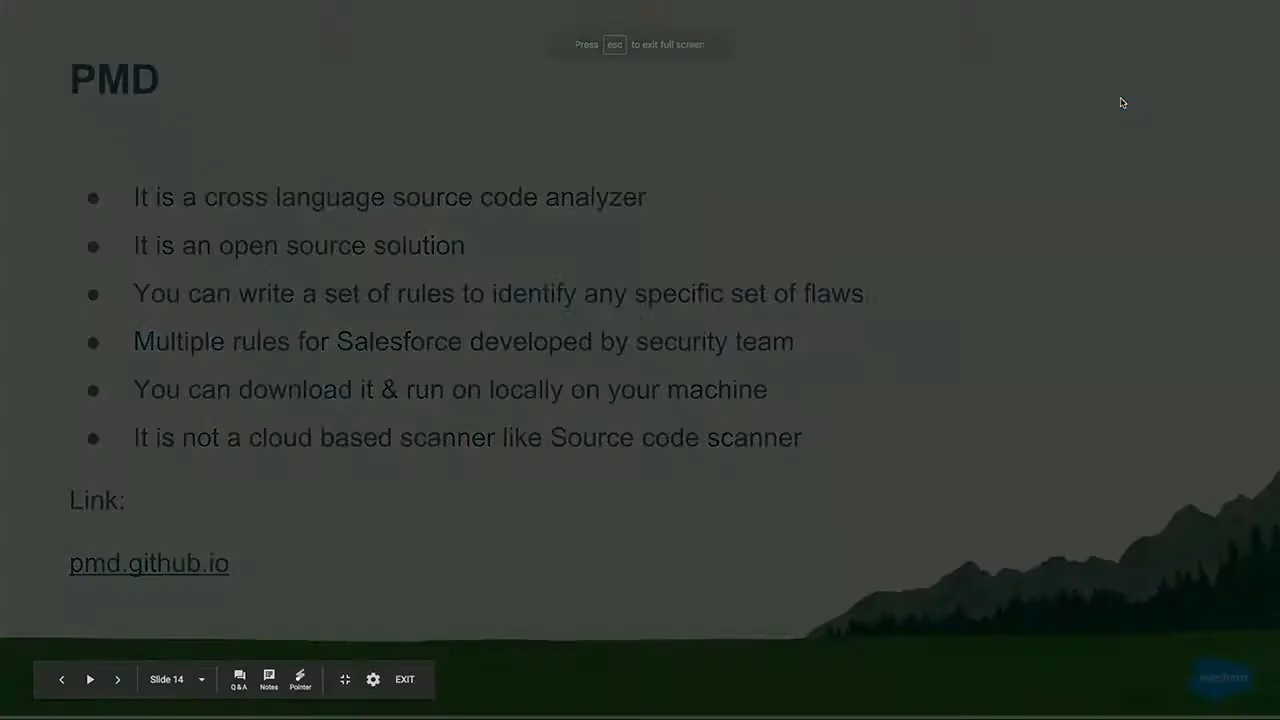 Press esc to exit full screen
PMD
● It is a cross language source code analyzer
● It is an open source solution
● You can write a set of rules to identify any specific set of flaws.
● Multiple rules for Salesforce developed by security team
● You can download it & run on locally on your machine
● It is not a cloud based scanner like Source code scanner
Link:
pmd.github.io
Slide 14
Q&A
Notes
Pointer
EXIT
salesforce